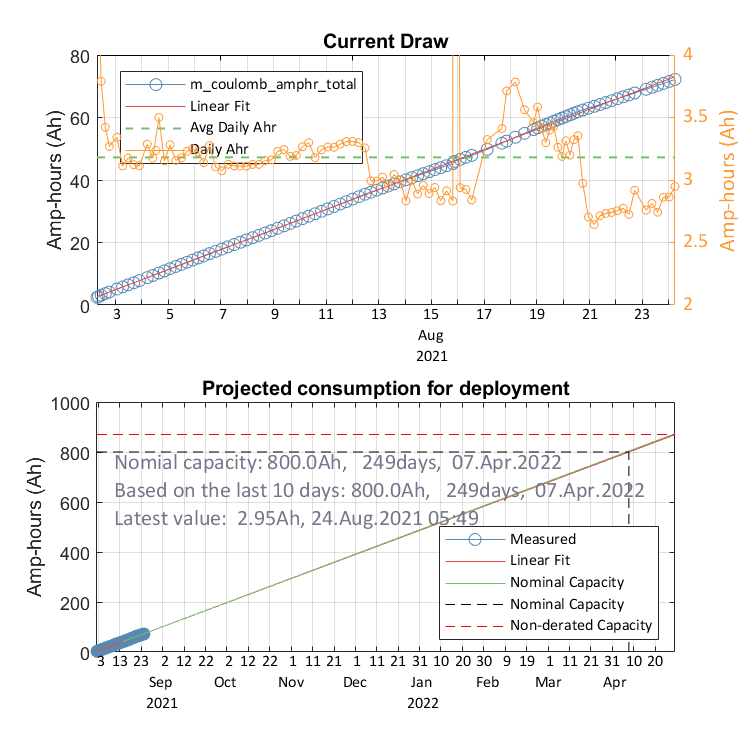 Current Draw
80
60
40
20
0
Amp-hours (Ah)
m_coulomb_amphr_total
Linear Fit
Avg Daily Ahr
Daily Ahr
4
3.5
3
2.5
2
Amp-hours (Ah)
3 5 7 9 11 13 15 17 19 21 23
Aug
2021
Projected consumption for deployment
1000
800
600
400
200
0
Amp-hours (Ah)
Nomial capacity: 800.0Ah, 249days, 07.Apr.2022
Based on the last 10 days: 800.0Ah, 249days, 07.Apr.2022
Latest value: 2.95Ah, 24.Aug.2021 05:49
Measured
Linear Fit
Nominal Capacity
Nominal Capacity
Non-derated Capacity
3 13 23 2 12 22 2 12 22 1 11 21 1 11 21 31 10 20 30 9 19 1 11 21 31 10 20
Sep Oct Nov Dec Jan Feb Mar Apr
2021 2022